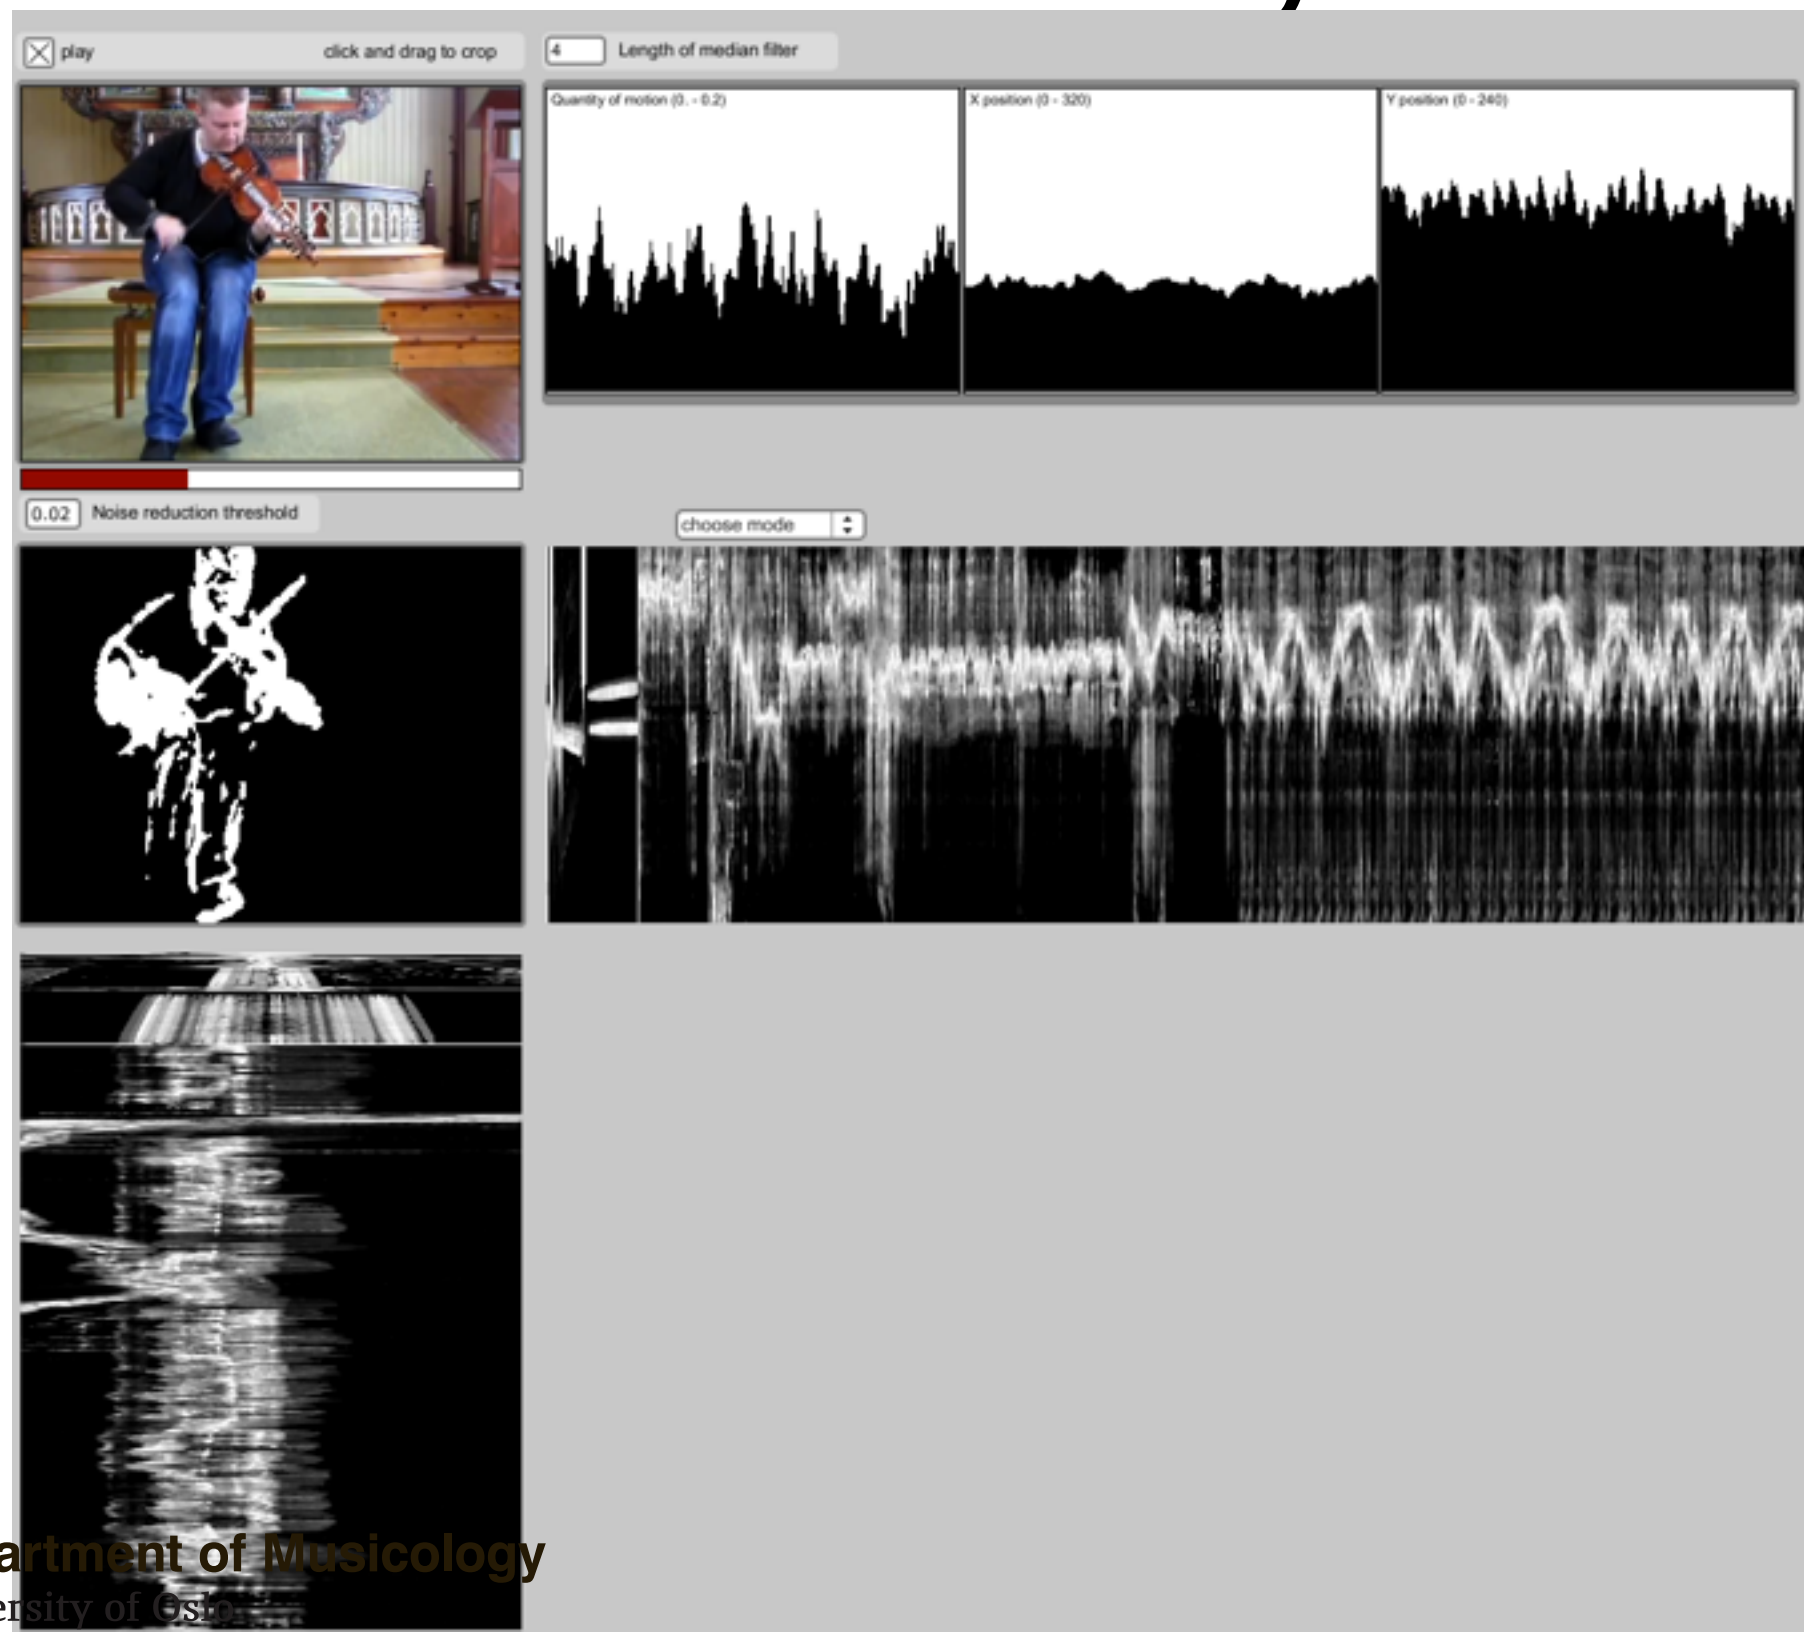 play
click and drag to crop
4
Length of median filter
Quantity of motion (0. - 0.2)
X position (0 - 320)
Y position (0 - 240)
0.02
Noise reduction threshold
choose mode
artment of Musicology
ersity of Oslo